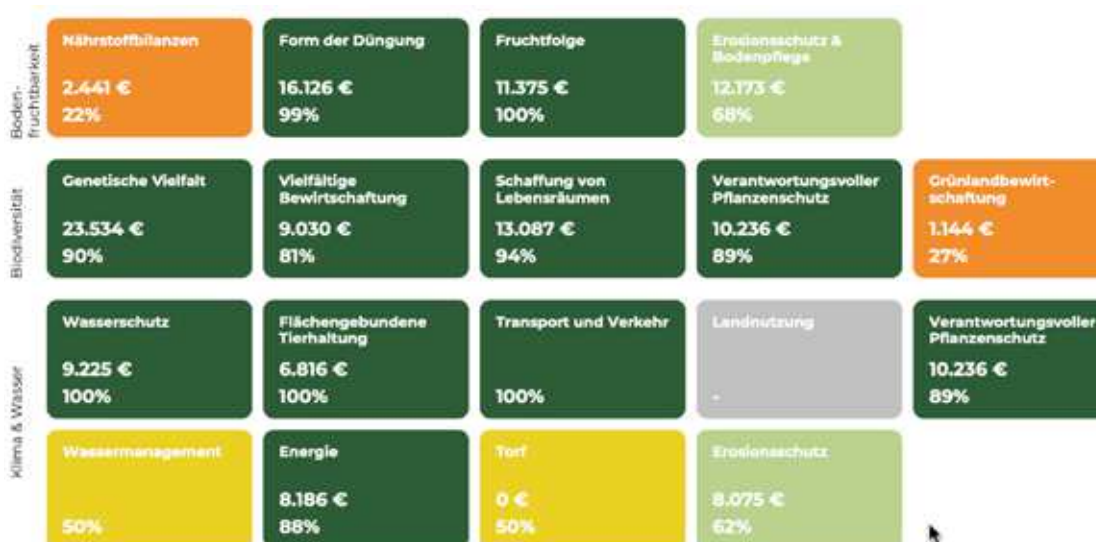 Boden-
fruchtbarkeit
Nährstoffbilanzen
2.441 €
22%
Form der Düngung
16.126 €
99%
Fruchtfolge
11.375 €
100%
Erosionsschutz &
Bodenpflege
12.173 €
68%
Biodiversität
Genetische Vielfalt
23.534 €
90%
Vielfältige
Bewirtschaftung
9.030 €
81%
Schaffung von
Lebensräumen
13.087 €
94%
Verantwortungsvoller
Pflanzenschutz
10.236 €
89%
Grünlandbewirt-
schaftung
1.144 €
27%
Klima & Wasser
Wasserschutz
9.225 €
100%
Flächengebundene
Tierhaltung
6.816 €
100%
Transport und Verkehr
100%
Landnutzung
-
Verantwortungsvoller
Pflanzenschutz
10.236 €
89%
Wassermanagement
50%
Energie
8.186 €
88%
Torf
0 €
50%
Erosionsschutz
8.075 €
62%